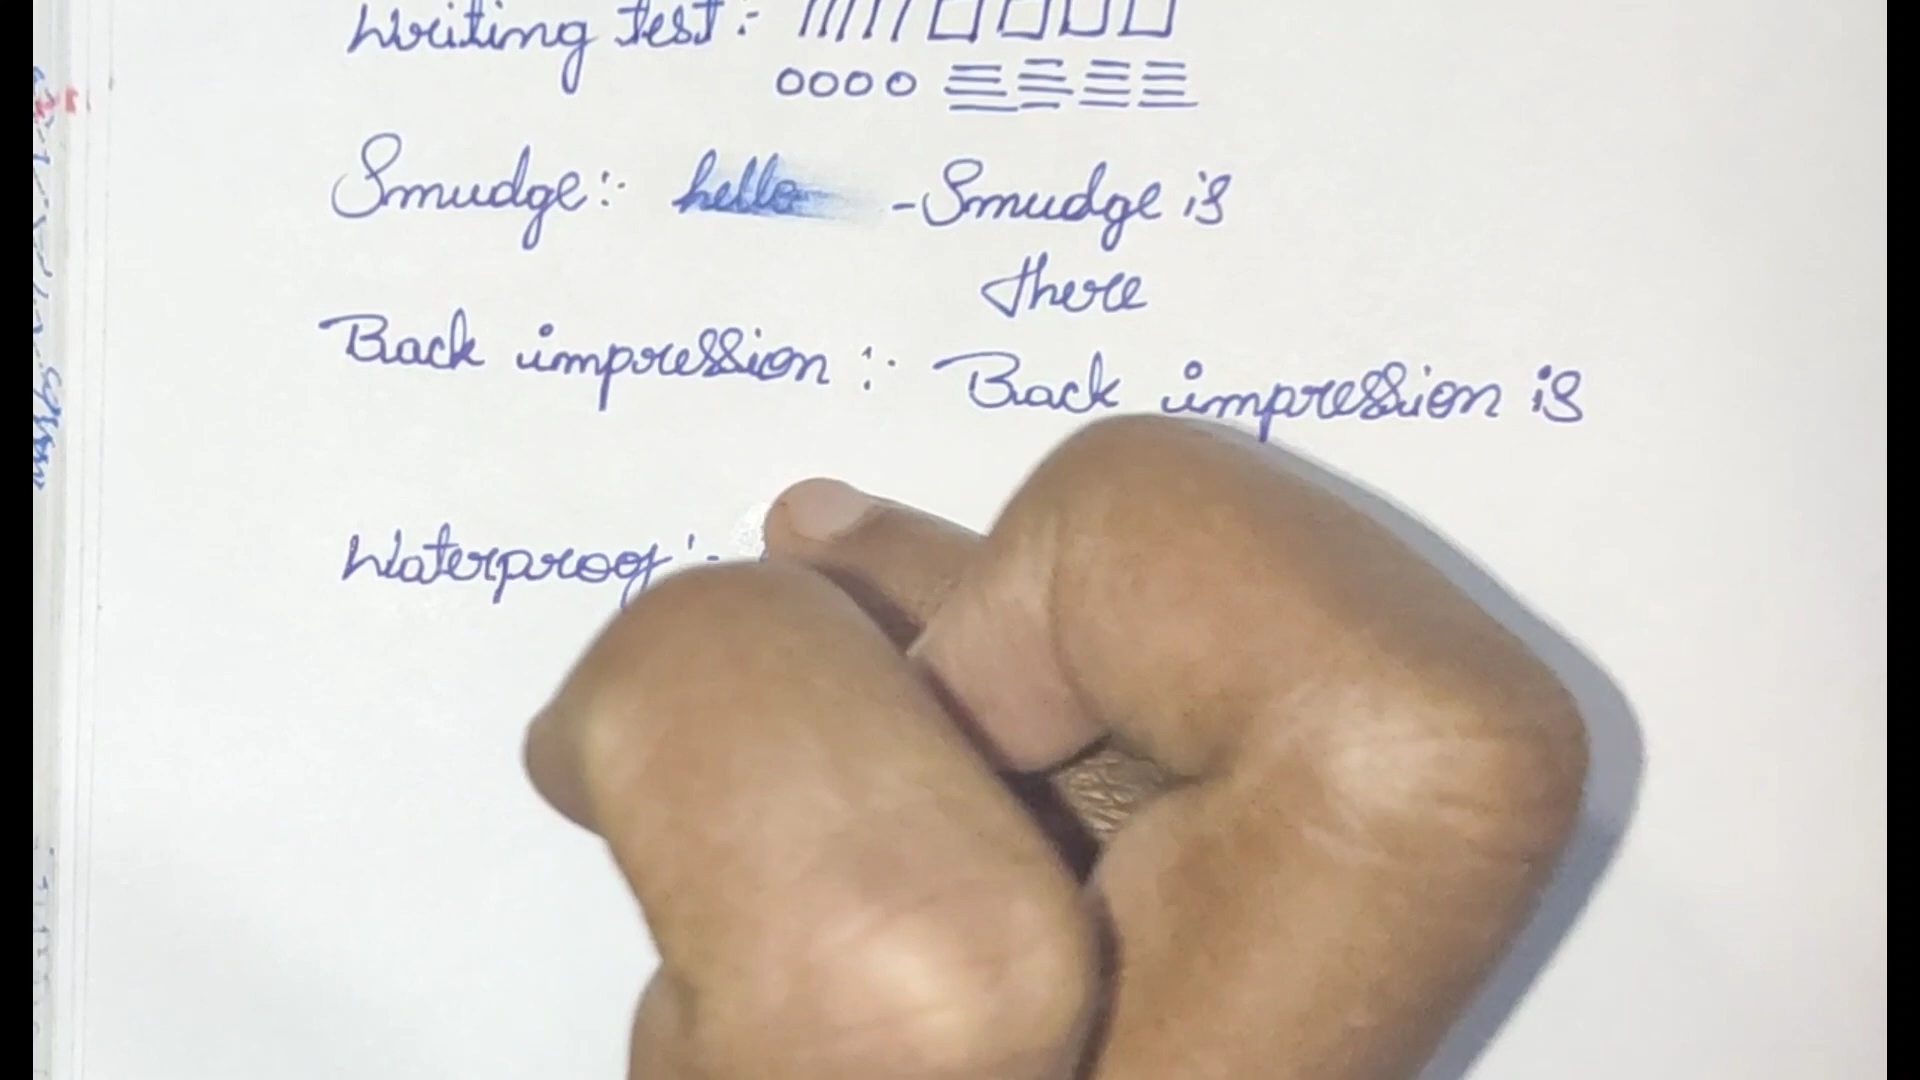 Writing test :-
Smudge :- hello - Smudge is
there
Back impression :- Back impression is
Waterproof :-